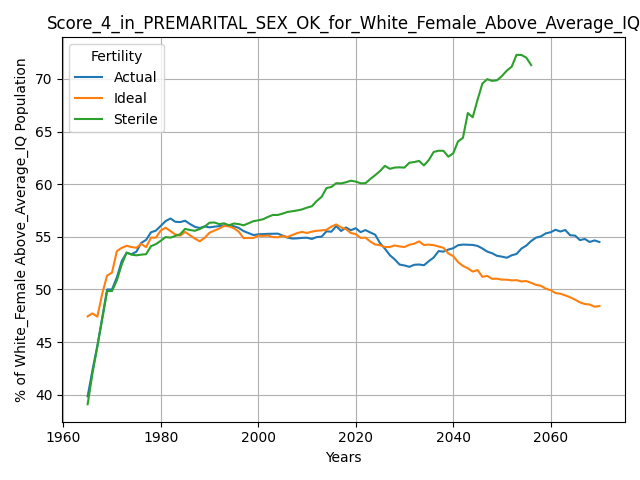 Score_4_in_PREMARITAL_SEX_OK_for_White_Female_Above_Average_IQ
% of White_Female Above_Average_IQ Population
Fertility
Actual
Ideal
Sterile
70
65
60
55
50
45
40
1960
1980
2000
2020
2040
2060
Years